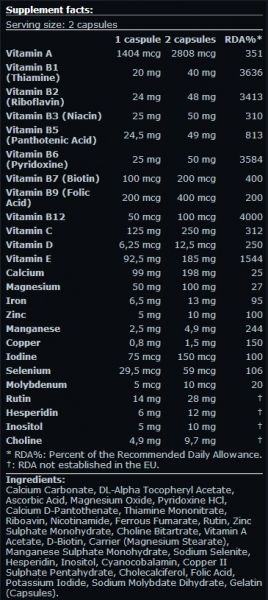 Supplement facts:
Serving size: 2 capsules
1 caspule 2 capsules RDA%*
Vitamin A 1404 mcg 2808 mcg 351
Vitamin B1
(Thiamine) 20 mg 40 mg 3636
Vitamin B2
(Riboflavin) 24 mg 48 mg 3413
Vitamin B3 (Niacin) 25 mg 50 mg 310
Vitamin B5
(Panthotenic Acid) 24,5 mg 49 mg 813
Vitamin B6
(Pyridoxine) 25 mg 50 mg 3584
Vitamin B7 (Biotin) 100 mcg 200 mcg 400
Vitamin B9 (Folic
Acid) 200 mcg 400 mcg 200
Vitamin B12 50 mcg 100 mcg 4000
Vitamin C 125 mg 250 mg 312
Vitamin D 6,25 mcg 12,5 mcg 250
Vitamin E 92,5 mg 185 mg 1544
Calcium 99 mg 198 mg 25
Magnesium 50 mg 100 mg 27
Iron 6,5 mg 13 mg 95
Zinc 5 mg 10 mg 100
Manganese 2,5 mg 4,9 mg 244
Copper 0,8 mg 1,5 mg 150
Iodine 75 mcg 150 mcg 100
Selenium 29,5 mcg 59 mcg 106
Molybdenum 5 mcg 10 mcg 20
Rutin 14 mg 28 mg †
Hesperidin 6 mg 12 mg †
Inositol 5 mg 10 mg †
Choline 4,9 mg 9,7 mg †
* RDA%: Percent of the Recommended Daily Allowance.
†: RDA not established in the EU.
Ingredients:
Calcium Carbonate, DL-Alpha Tocopheryl Acetate,
Ascorbic Acid, Magnesium Oxide, Pyridoxine HCl,
Calcium D-Pantothenate, Thiamine Mononitrate,
Riboavin, Nicotinamide, Ferrous Fumarate, Rutin, Zinc
Sulphate Monohydrate, Choline Bitartrate, Vitamin A
Acetate, D-Biotin, Carrier (Magnesium Stearate),
Manganese Sulphate Monohydrate, Sodium Selenite,
Hesperidin, Inositol, Cyanocobalamin, Copper II
Sulphate Pentahydrate, Cholecalciferol, Folic Acid,
Potassium Iodide, Sodium Molybdate Dihydrate, Gelatin
(Capsules).